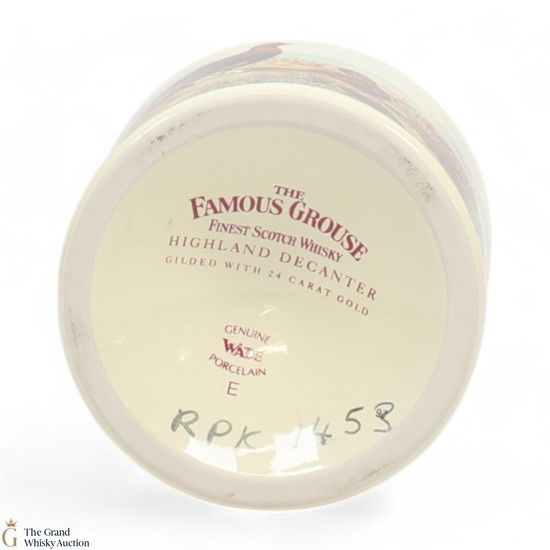 THE
FAMOUS GROUSE
FINEST SCOTCH WHISKY
HIGHLAND DECANTER
GILDED WITH 24 CARAT GOLD
GENUINE
WADE
PORCELAIN
E
RPK 1453
G The Grand
Whisky Auction